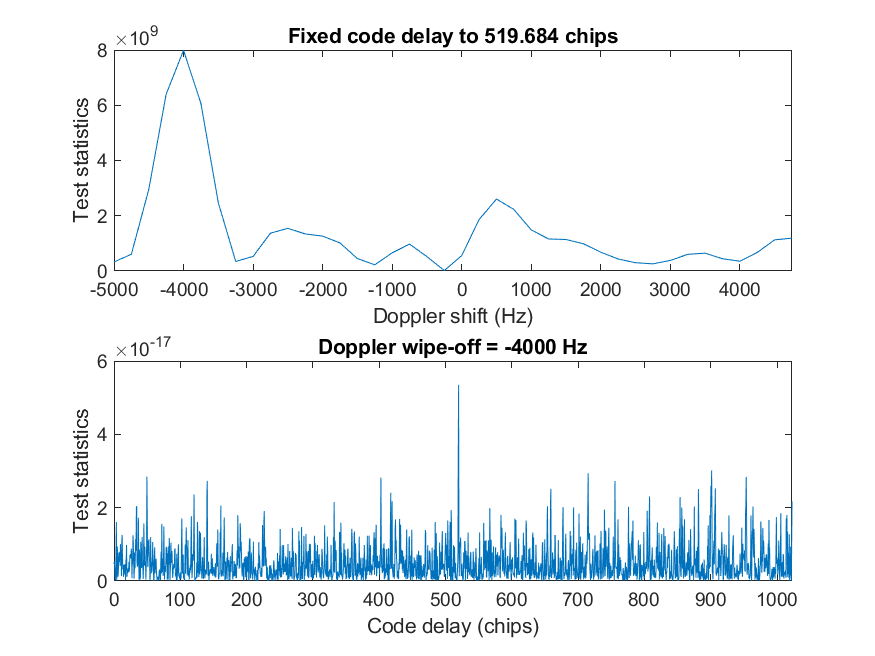 ×10⁹
Fixed code delay to 519.684 chips
8
6
4
2
0
Test statistics
-5000 -4000 -3000 -2000 -1000 0 1000 2000 3000 4000
Doppler shift (Hz)
×10⁻¹⁷
Doppler wipe-off = -4000 Hz
6
4
2
0
Test statistics
0 100 200 300 400 500 600 700 800 900 1000
Code delay (chips)